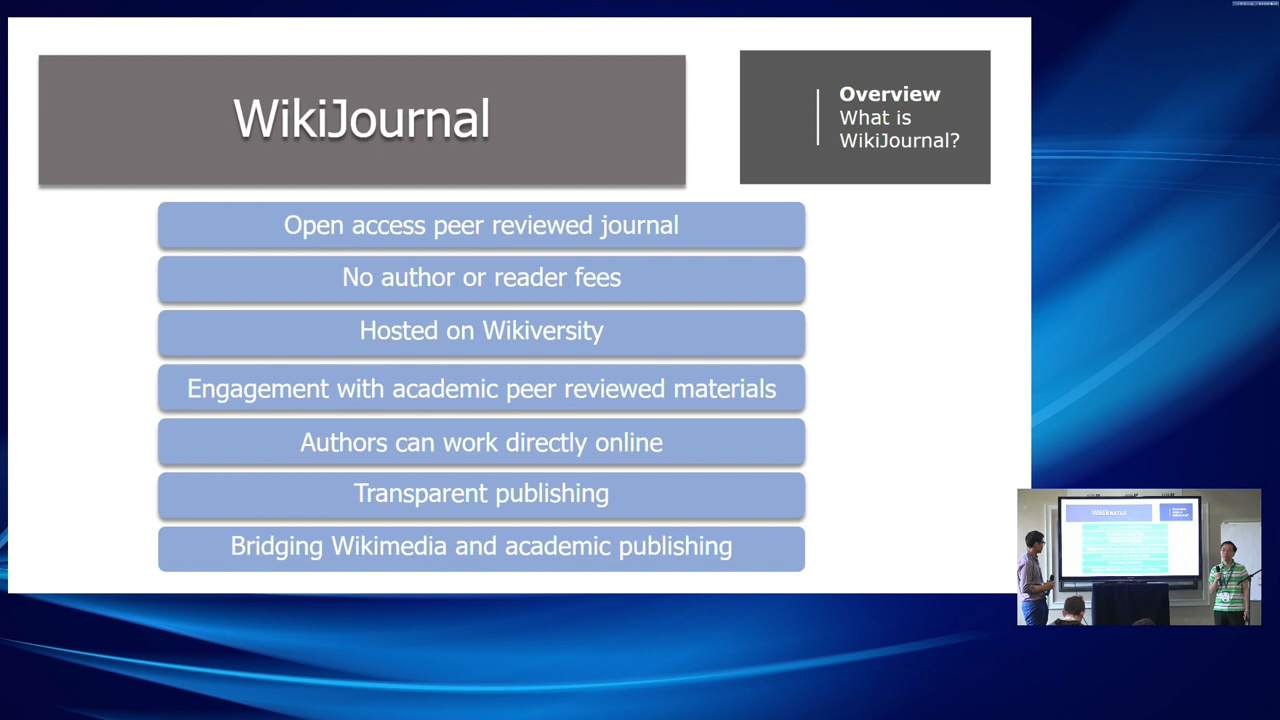 WikiJournal
Overview
What is
WikiJournal?
Open access peer reviewed journal
No author or reader fees
Hosted on Wikiversity
Engagement with academic peer reviewed materials
Authors can work directly online
Transparent publishing
Bridging Wikimedia and academic publishing
WikiJournal